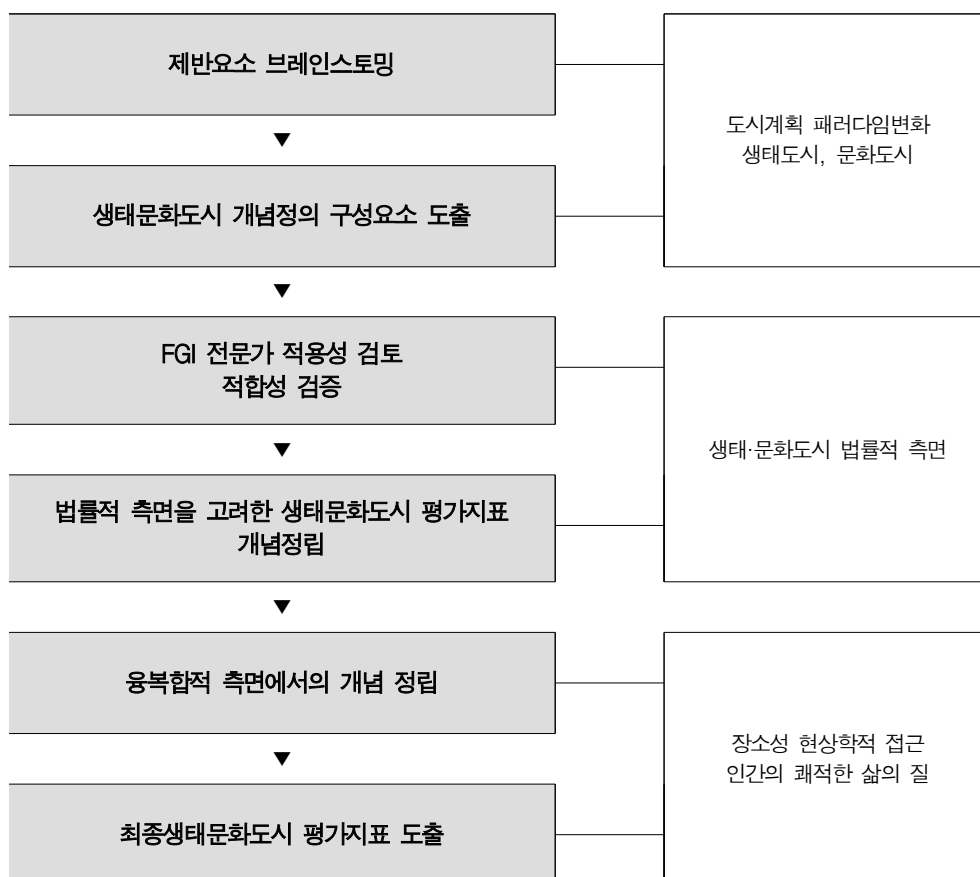 제반요소 브레인스토밍
▼
생태문화도시 개념정의 구성요소 도출
도시계획 패러다임변화
생태도시, 문화도시
▼
FGI 전문가 적용성 검토
적합성 검증
▼
법률적 측면을 고려한 생태문화도시 평가지표
개념정립
생태·문화도시 법률적 측면
▼
융복합적 측면에서의 개념 정립
▼
최종생태문화도시 평가지표 도출
장소성 현상학적 접근
인간의 쾌적한 삶의 질